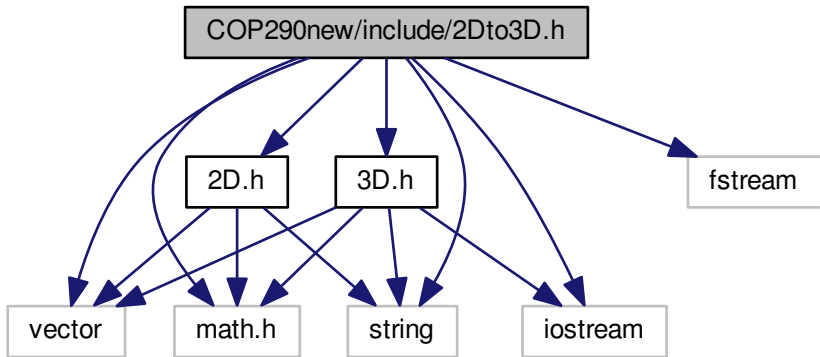 COP290new/include/2Dto3D.h
2D.h
3D.h
fstream
vector
math.h
string
iostream